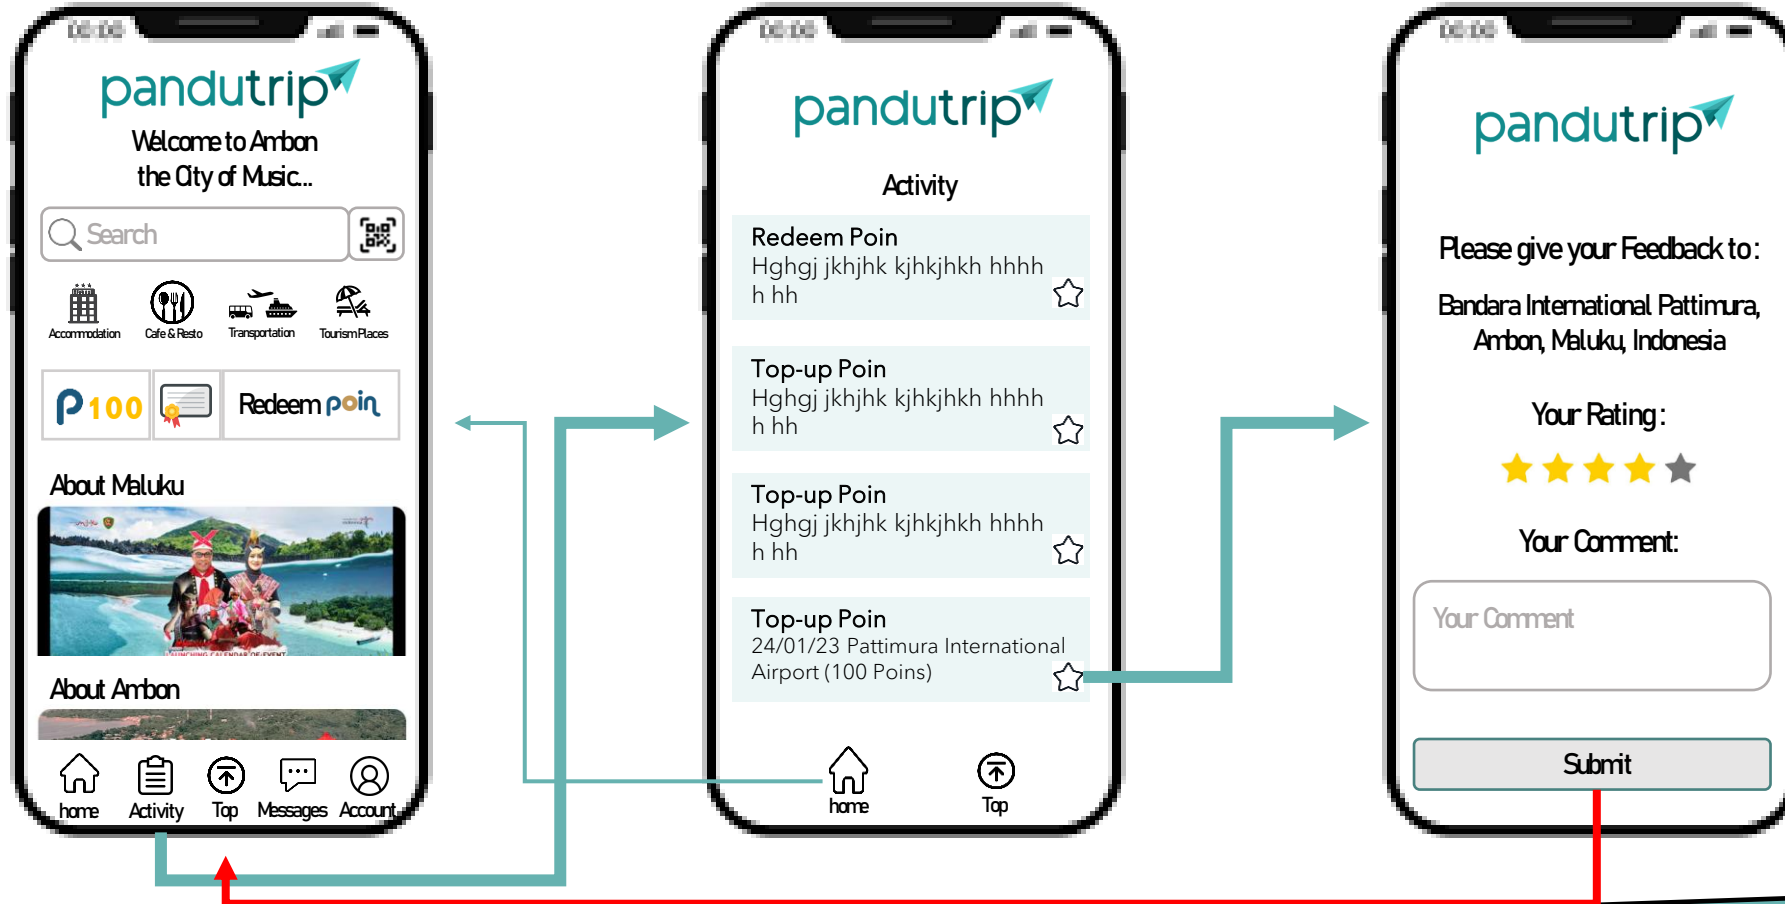 00:00
pandutrip
Welcome to Ambon
the City of Music...
Search
Accommodation
Cafe & Resto
Transportation
Tourism Places
P100
Redeem poin
About Maluku
LAUNCHING CALENDAR OF EVENT
About Ambon
home
Activity
Top
Messages
Account
00:00
pandutrip
Activity
Redeem Poin
Hghgj jkhjhk kjhkjhkh hhhh
h hh
Top-up Poin
Hghgj jkhjhk kjhkjhkh hhhh
h hh
Top-up Poin
Hghgj jkhjhk kjhkjhkh hhhh
h hh
Top-up Poin
24/01/23 Pattimura International
Airport (100 Poins)
home
Top
00:00
pandutrip
Please give your Feedback to :
Bandara International Pattimura,
Ambon, Maluku, Indonesia
Your Rating :
Your Comment:
Your Comment
Submit